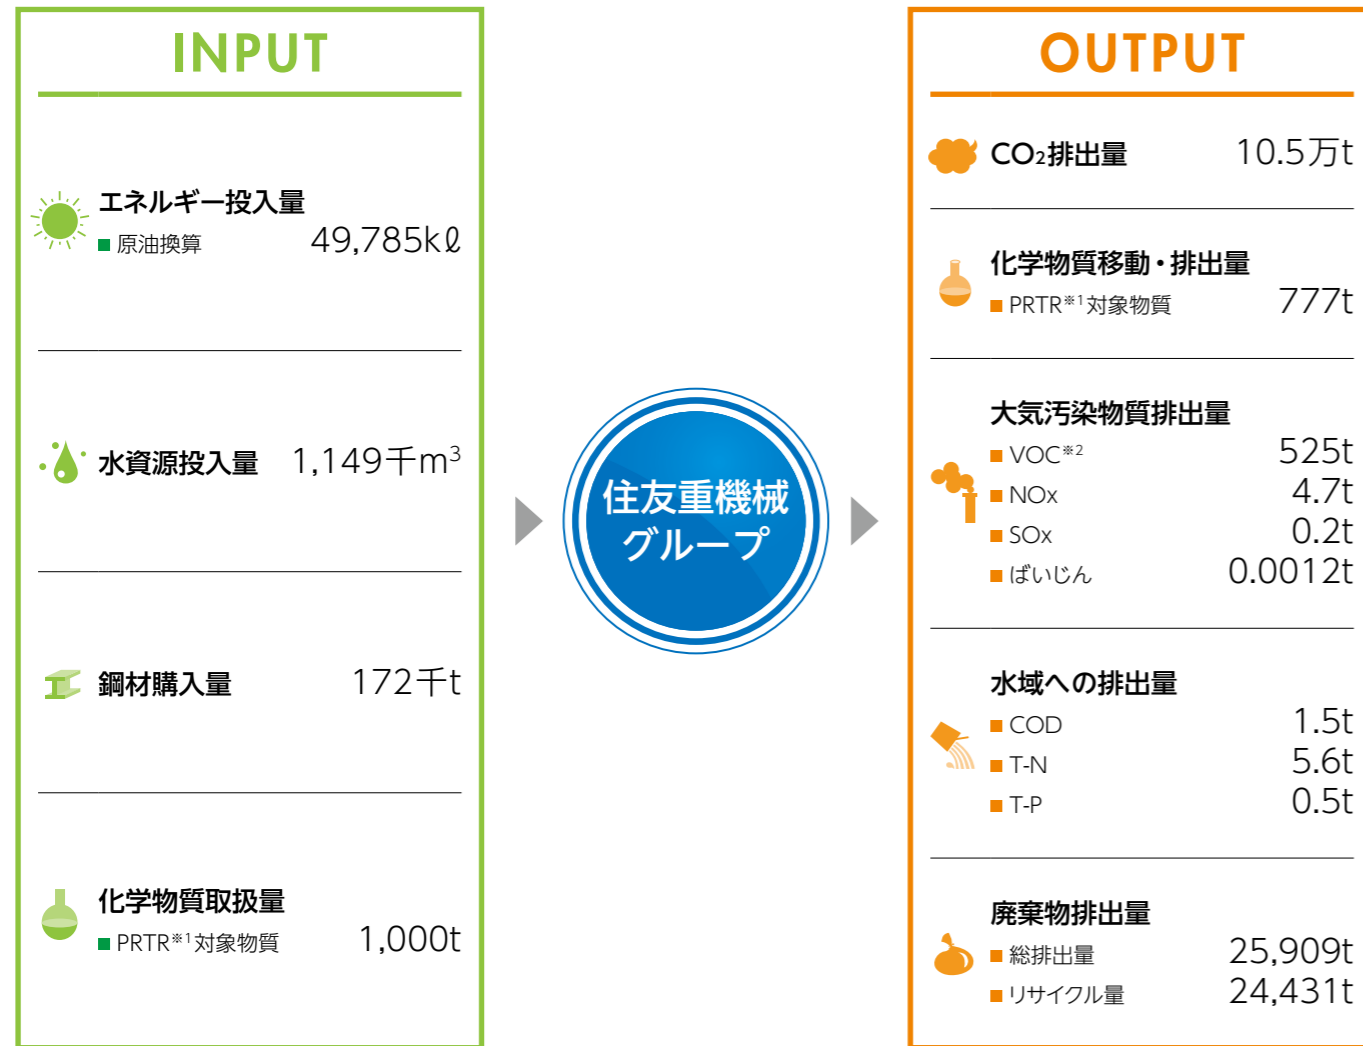 INPUT
エネルギー投入量
■ 原油換算 49,785kℓ
水資源投入量 1,149千m³
鋼材購入量 172千t
化学物質取扱量
■ PRTR※1対象物質 1,000t
住友重機械
グループ
OUTPUT
CO₂排出量 10.5万t
化学物質移動・排出量
■ PRTR※1対象物質 777t
大気汚染物質排出量
■ VOC※2 525t
■ NOx 4.7t
■ SOx 0.2t
■ ばいじん 0.0012t
水域への排出量
■ COD 1.5t
■ T-N 5.6t
■ T-P 0.5t
廃棄物排出量
■ 総排出量 25,909t
■ リサイクル量 24,431t